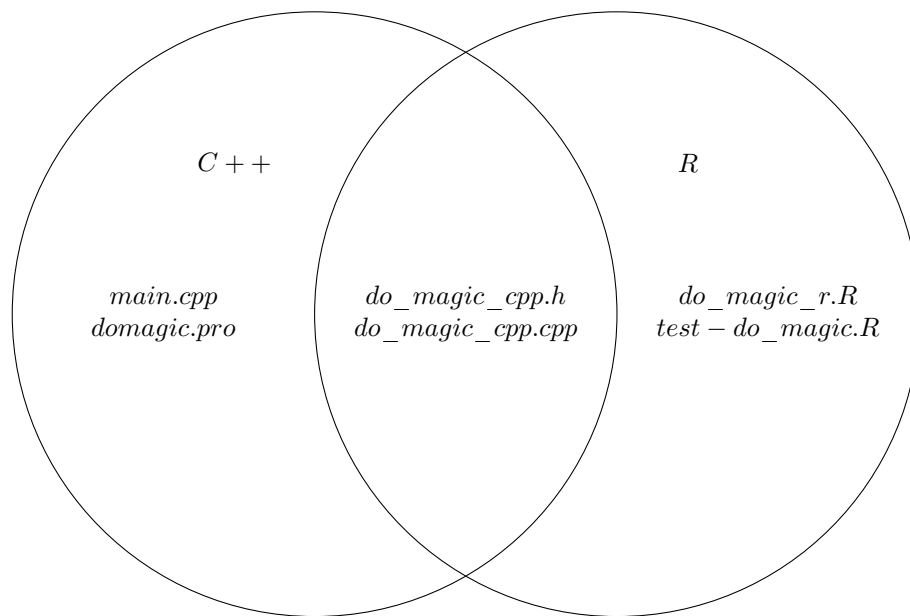 C + +
R
main.cpp
domagic.pro
do_magic_cpp.h
do_magic_cpp.cpp
do_magic_r.R
test − do_magic.R